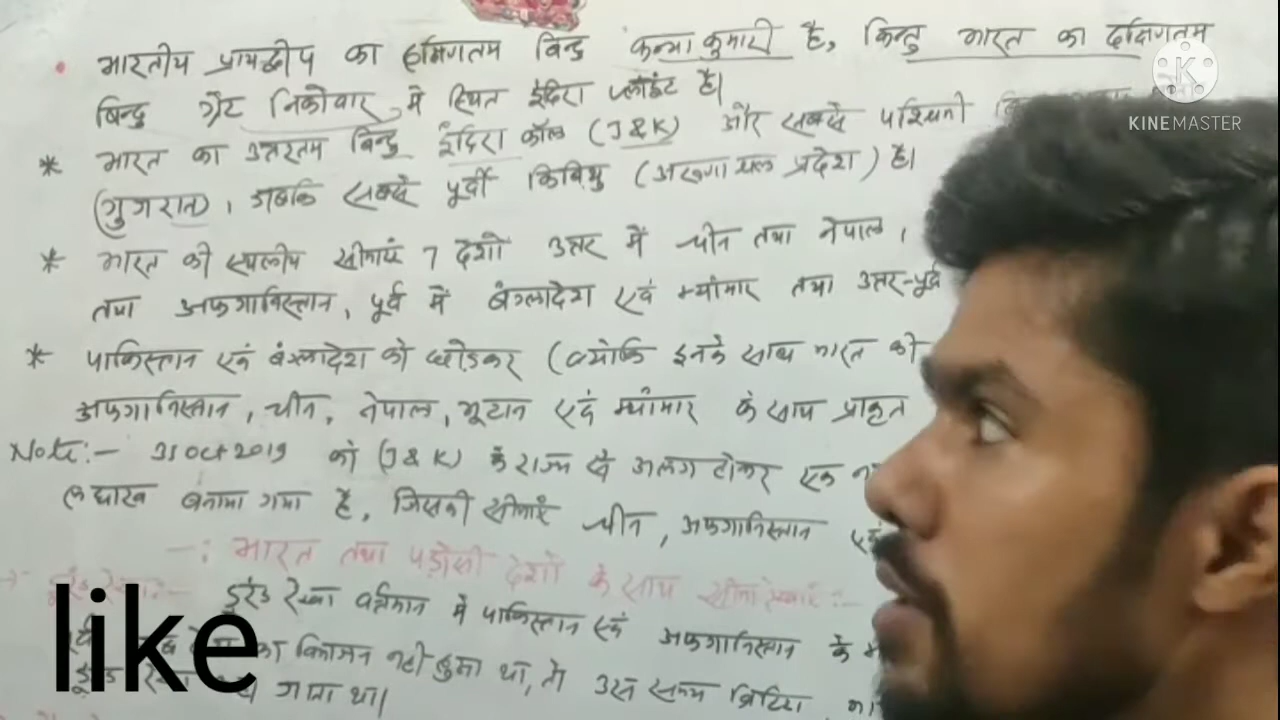 भारतीय प्रायद्वीप का दक्षिणतम बिन्दु कन्याकुमारी है, किन्तु भारत का दक्षिणतम
बिन्दु ग्रेट निकोबार में स्थित इंदिरा प्वाइंट है।
KINEMASTER
* भारत का उत्तरतम बिन्दु इंदिरा कॉल (J&K) और सबसे पश्चिमी
(गुजरात), जबकि सबसे पूर्वी किबिथु (अरुणाचल प्रदेश) है।
* भारत की स्थलीय सीमायें 7 देशो उत्तर में चीन तथा नेपाल,
तथा अफगानिस्तान, पूर्व में बंग्लादेश एवं म्यांमार तथा उत्तर-पूर्व
* पाकिस्तान एवं बंग्लादेश को छोड़कर (क्योकि इनके साथ भारत की
अफगानिस्तान, चीन, नेपाल, भूटान एवं म्यांमार के साथ प्राकृत
Note:- 31 Oct 2019 को (J&K) के राज्य से अलग होकर एक
लद्दाख बनाया गया है, जिसकी सीमाएं चीन, अफगानिस्तान
-: भारत तथा पड़ोसी देशो के साथ सीमा रेखाएं :-
डूरंड रेखा वर्तमान में पाकिस्तान एवं अफगानिस्तान के
का विभाजन नही हुआ था, तो उस समय ब्रिटिश
जाता था।
like